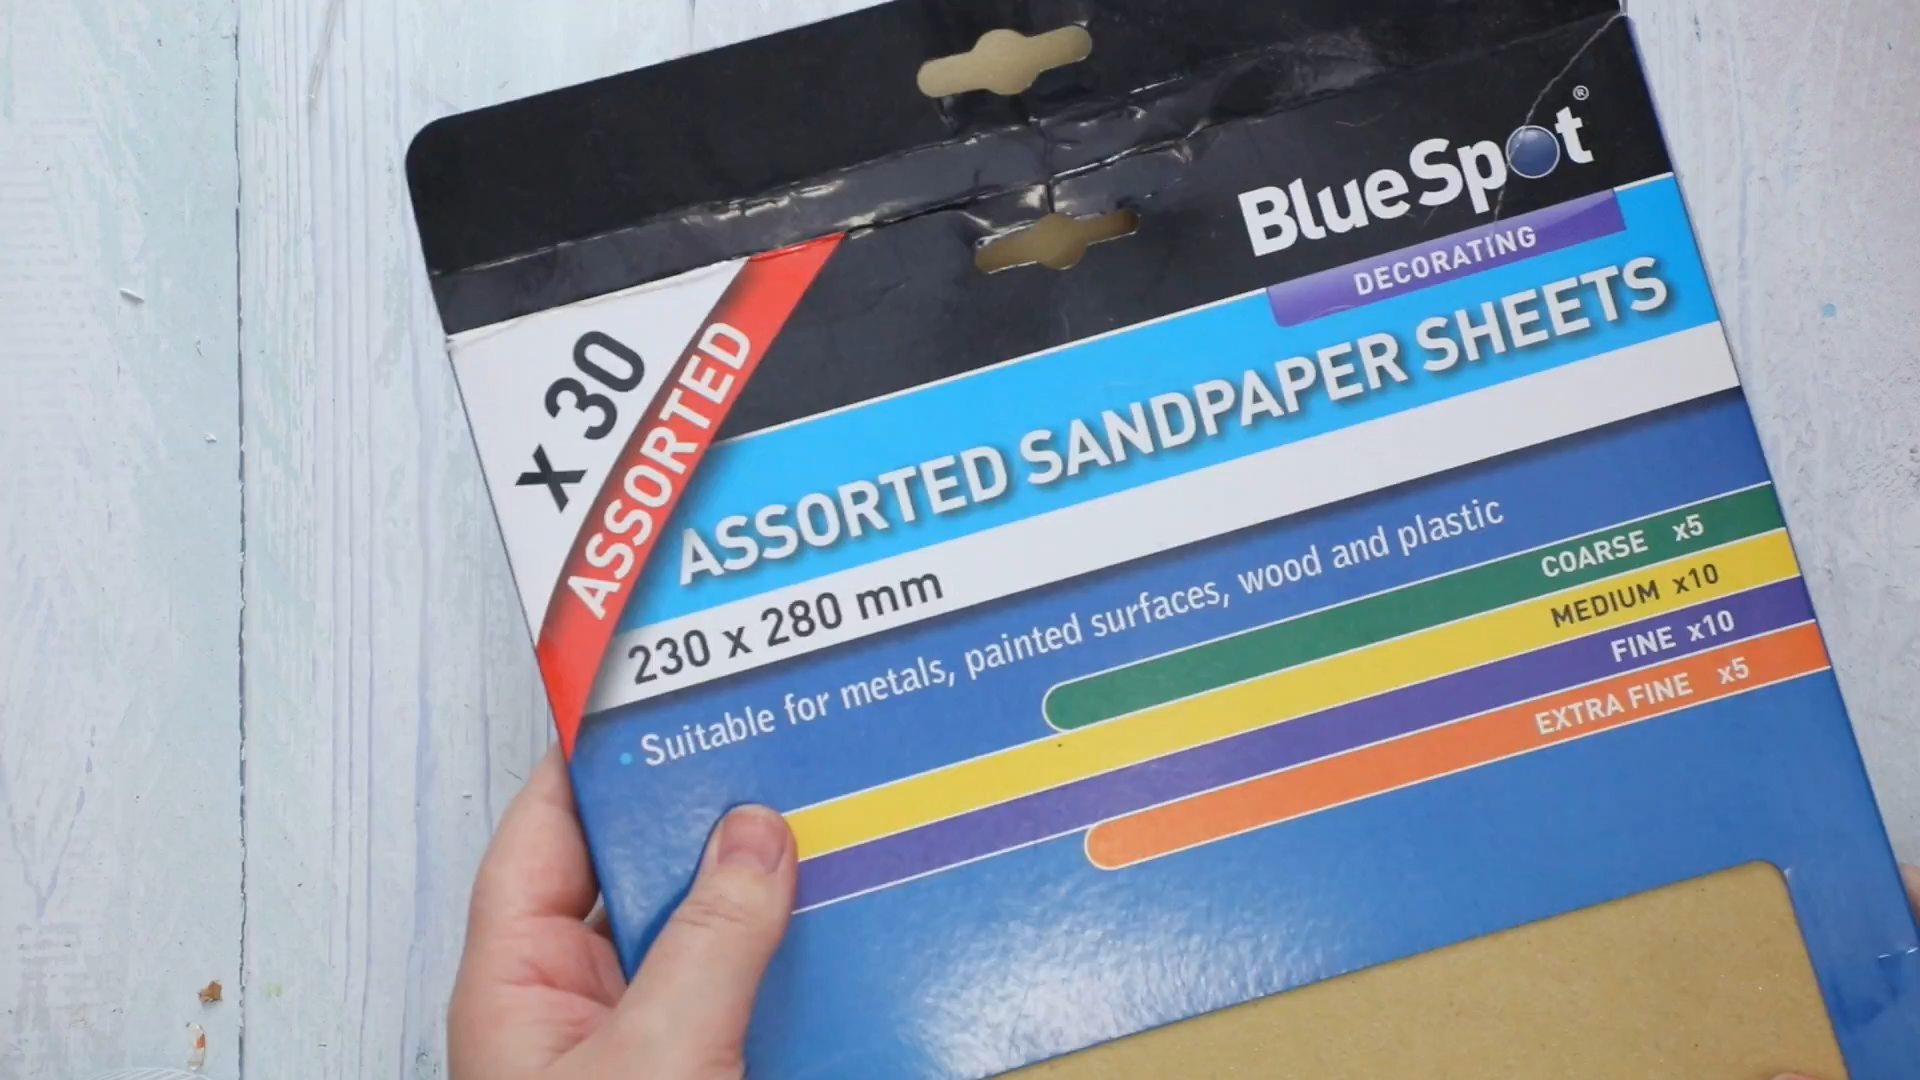 BlueSpot®
DECORATING
x 30
ASSORTED
ASSORTED SANDPAPER SHEETS
230 x 280 mm
• Suitable for metals, painted surfaces, wood and plastic
COARSE x5
MEDIUM x10
FINE x10
EXTRA FINE x5